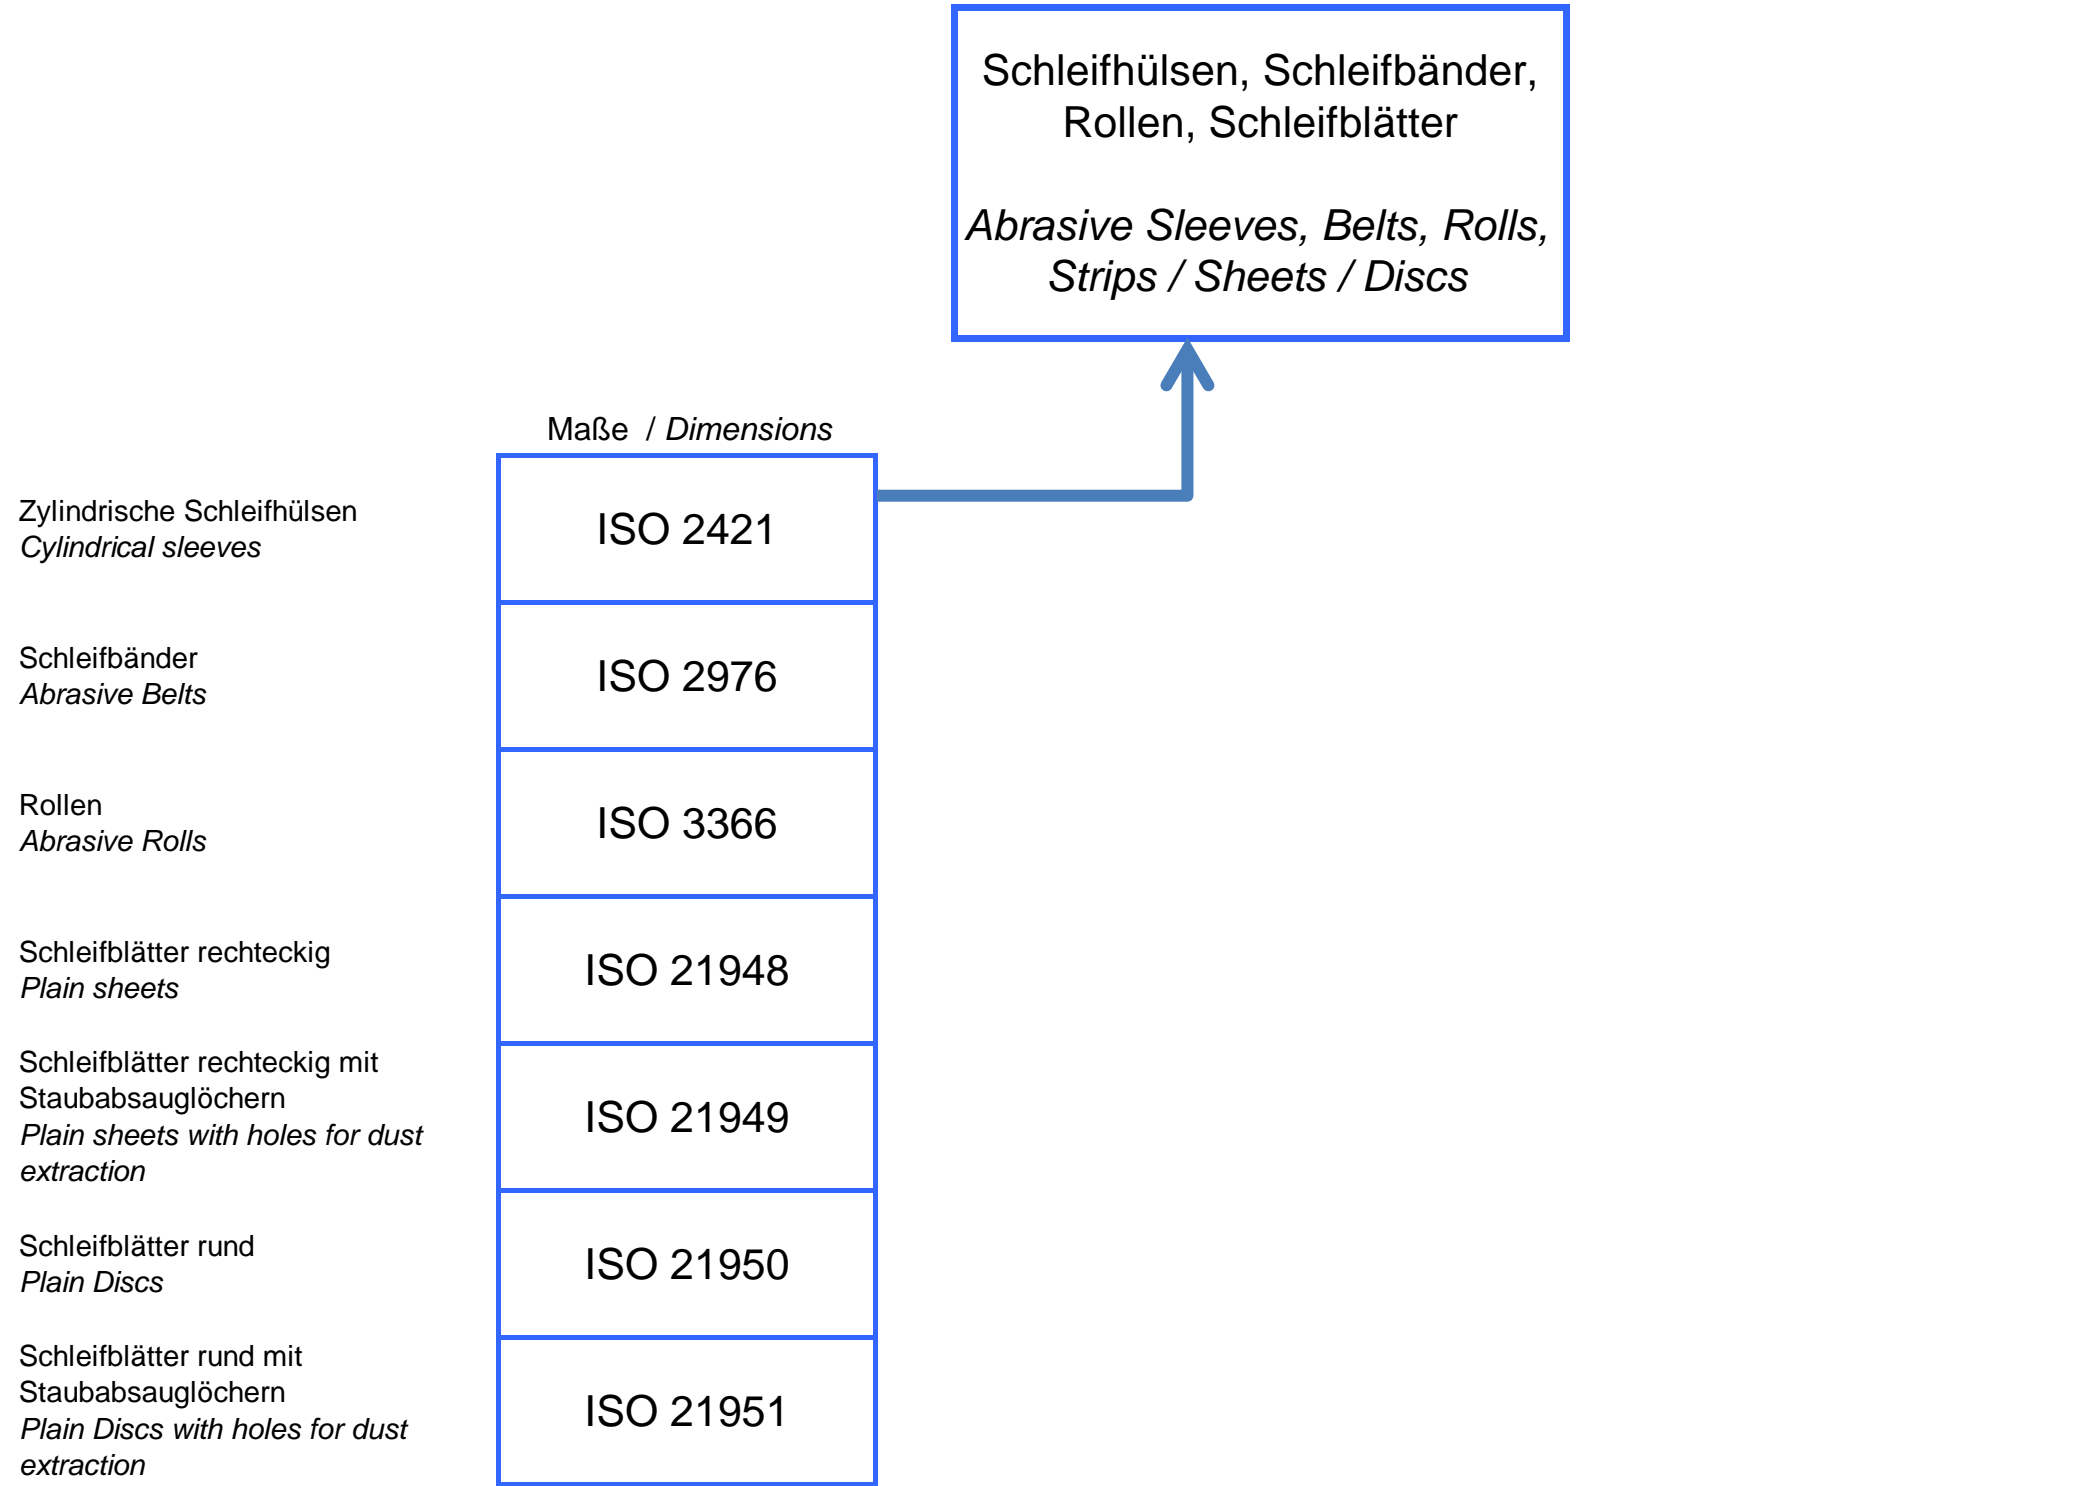 Schleifhülsen, Schleifbänder,
Rollen, Schleifblätter
Abrasive Sleeves, Belts, Rolls,
Strips / Sheets / Discs
Maße / Dimensions
Zylindrische Schleifhülsen
Cylindrical sleeves
ISO 2421
Schleifbänder
Abrasive Belts
ISO 2976
Rollen
Abrasive Rolls
ISO 3366
Schleifblätter rechteckig
Plain sheets
ISO 21948
Schleifblätter rechteckig mit
Staubabsauglöchern
Plain sheets with holes for dust
extraction
ISO 21949
Schleifblätter rund
Plain Discs
ISO 21950
Schleifblätter rund mit
Staubabsauglöchern
Plain Discs with holes for dust
extraction
ISO 21951